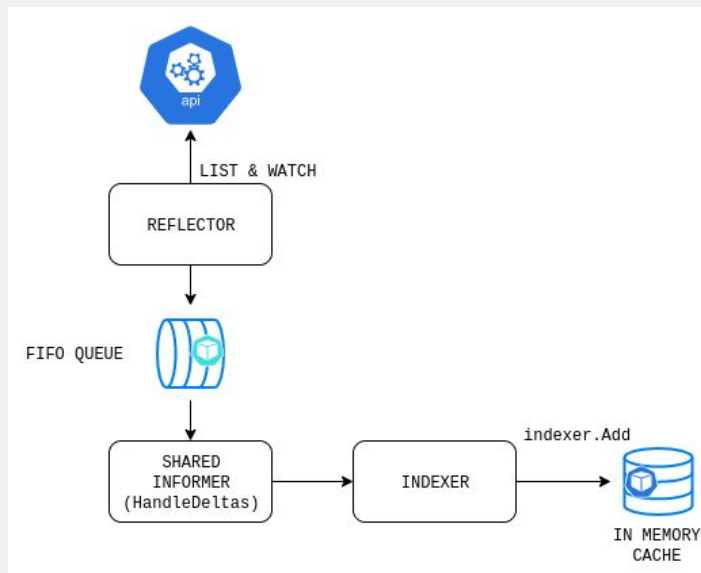 api
LIST & WATCH
REFLECTOR
FIFO QUEUE
SHARED
INFORMER
(HandleDeltas)
INDEXER
indexer.Add
IN MEMORY
CACHE